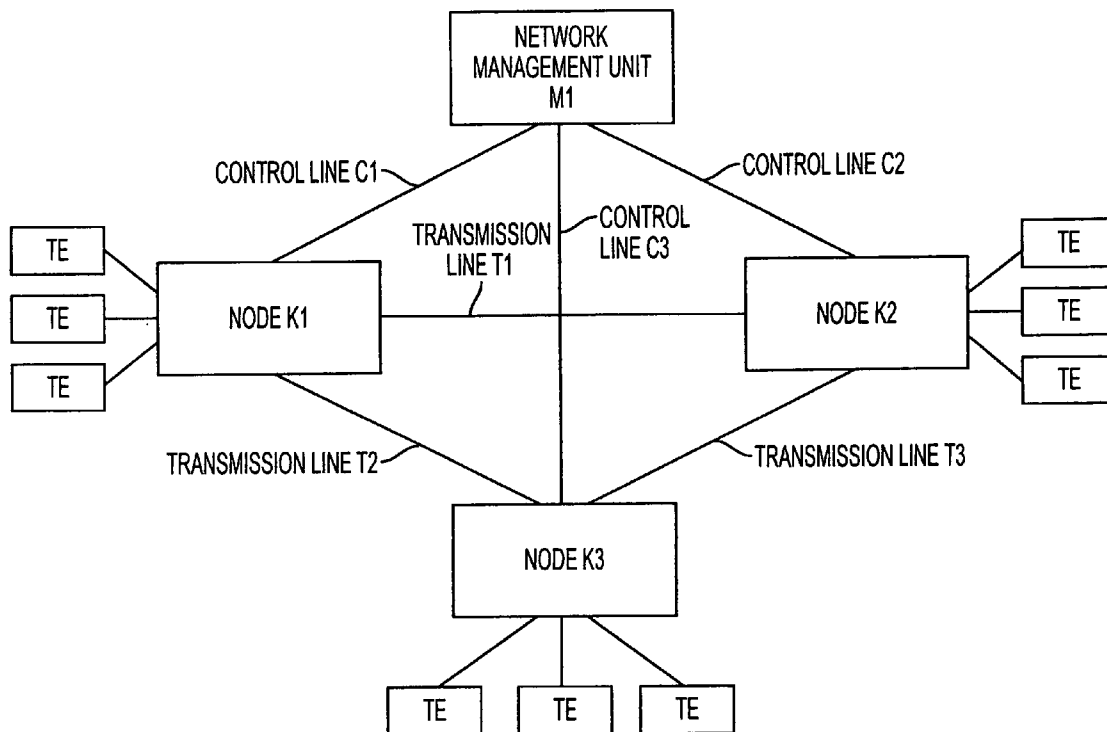 NETWORK
MANAGEMENT UNIT
M1
CONTROL LINE C1
CONTROL LINE C2
TRANSMISSION
LINE T1
CONTROL
LINE C3
TE
TE
TE
NODE K1
NODE K2
TE
TE
TE
TRANSMISSION LINE T2
TRANSMISSION LINE T3
NODE K3
TE
TE
TE